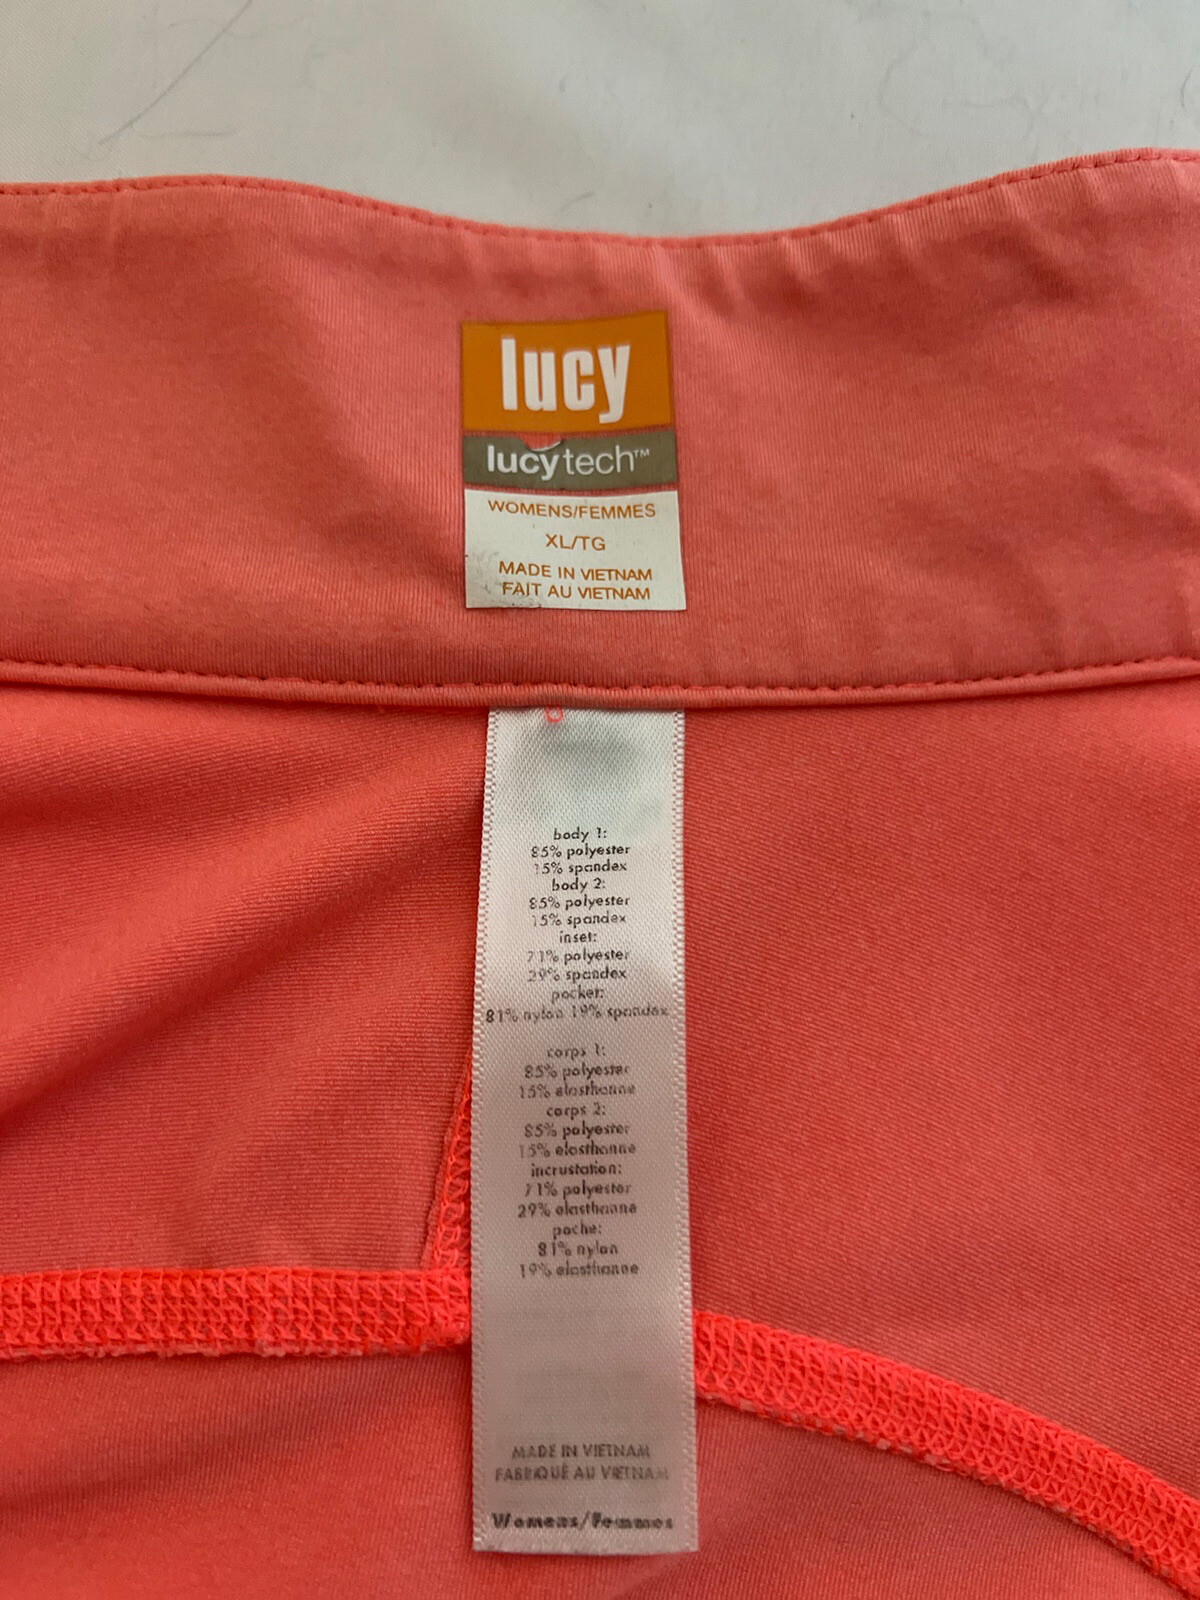 lucy
lucytech™
WOMENS/FEMMES
XL/TG
MADE IN VIETNAM
FAIT AU VIETNAM
body 1:
85% polyester
15% spandex
body 2:
85% polyester
15% spandex
inset:
71% polyester
29% spandex
pocket:
81% nylon 19% spandex
corps 1:
85% polyester
15% elasthanne
corps 2:
85% polyester
15% elasthanne
incrustation:
71% polyester
29% elasthanne
poche:
81% nylon
19% elasthanne
MADE IN VIETNAM
FABRIQUÉ AU VIETNAM
Womens/Femmes